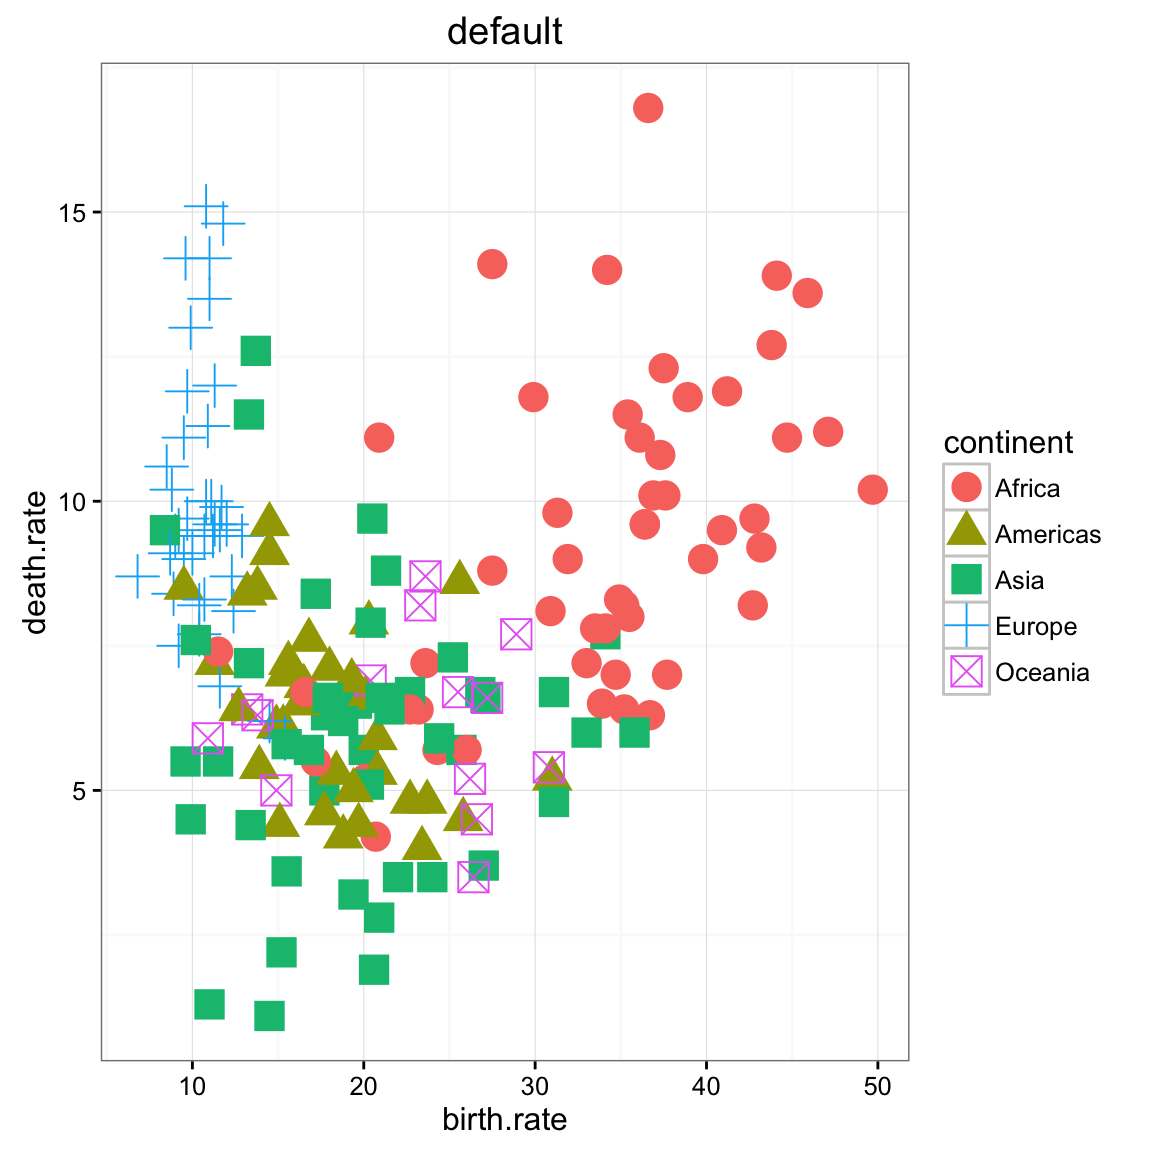 default
15
10
5
death.rate
10 20 30 40 50
birth.rate
continent
Africa
Americas
Asia
Europe
Oceania